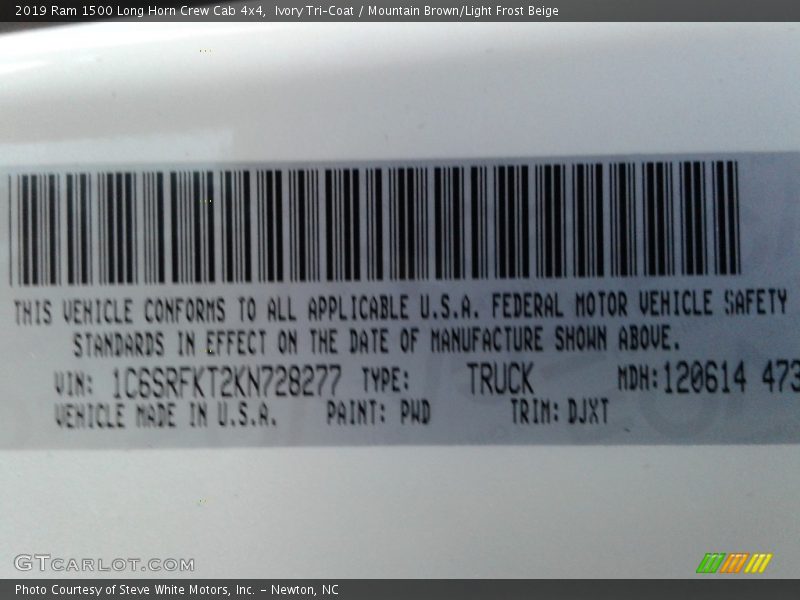 2019 Ram 1500 Long Horn Crew Cab 4x4, Ivory Tri-Coat / Mountain Brown/Light Frost Beige
THIS VEHICLE CONFORMS TO ALL APPLICABLE U.S.A. FEDERAL MOTOR VEHICLE SAFETY
STANDARDS IN EFFECT ON THE DATE OF MANUFACTURE SHOWN ABOVE.
VIN: 1C6SRFKT2KN728277 TYPE: TRUCK MDH: 120614 473
VEHICLE MADE IN U.S.A. PAINT: PWD TRIM: DJXT
GTCARLOT.COM
Photo Courtesy of Steve White Motors, Inc. – Newton, NC